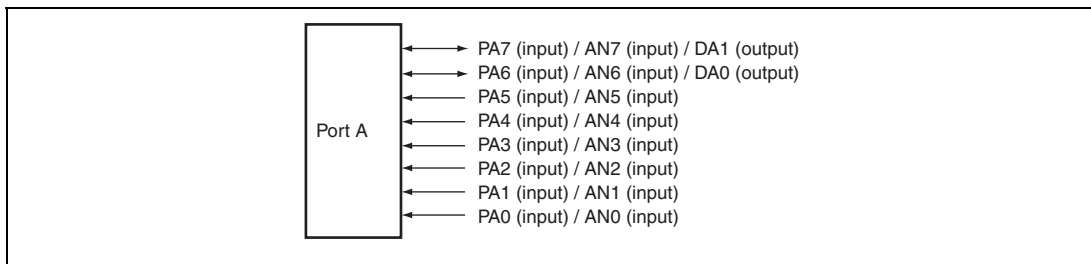 PA7 (input) / AN7 (input) / DA1 (output)
PA6 (input) / AN6 (input) / DA0 (output)
PA5 (input) / AN5 (input)
PA4 (input) / AN4 (input)
Port A
PA3 (input) / AN3 (input)
PA2 (input) / AN2 (input)
PA1 (input) / AN1 (input)
PA0 (input) / AN0 (input)